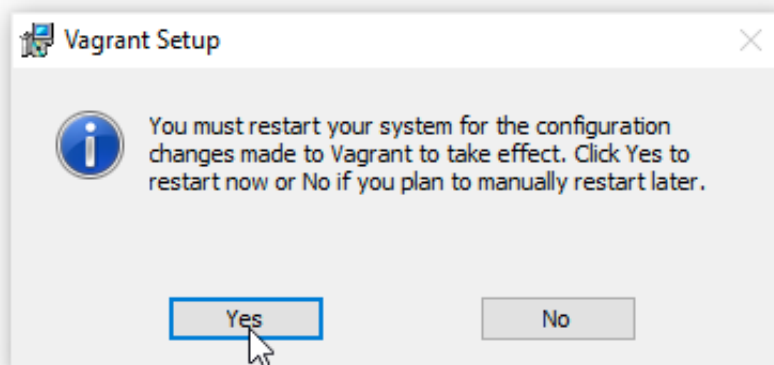 Vagrant Setup
You must restart your system for the configuration
changes made to Vagrant to take effect. Click Yes to
restart now or No if you plan to manually restart later.
Yes
No